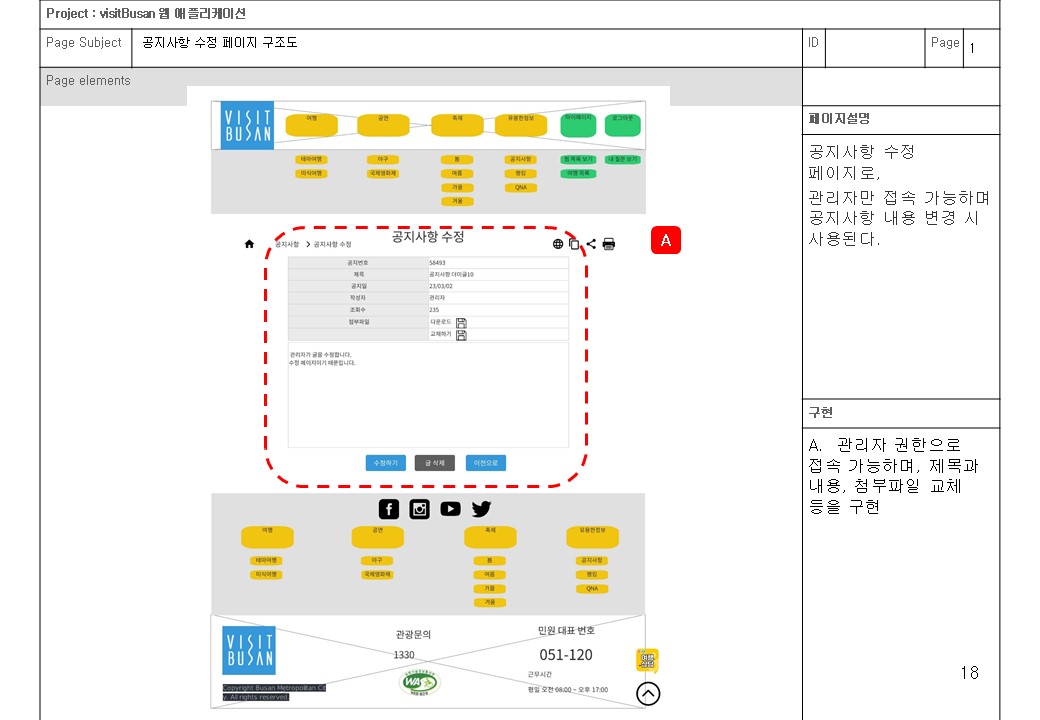 Project : visitBusan 웹 애플리케이션
Page Subject
공지사항 수정 페이지 구조도
ID
Page
1
Page elements
VISIT
BUSAN
여행
공연
축제
유용한정보
마이페이지
로그아웃
테마여행
야구
봄
공지사항
찜 목록 보기
내 질문 보기
미식여행
국제영화제
여름
랭킹
여행 목록
가을
QNA
겨울
공지사항 > 공지사항 수정
공지사항 수정
A
공지번호 58493
제목 공지사항 더미글10
공지일 23/03/02
작성자 관리자
조회수 235
첨부파일 다운로드
교체하기
관리자가 글을 수정합니다.
수정 페이지이기 때문입니다.
수정하기
글 삭제
이전으로
여행
공연
축제
유용한정보
테마여행
야구
봄
공지사항
미식여행
국제영화제
여름
랭킹
가을
QNA
겨울
VISIT
BUSAN
Copyright Busan Metropolitan Cit
y. All rights reserved.
관광문의
1330
WA
민원 대표 번호
051-120
근무시간
평일 오전 08:00 ~ 오후 17:00
여행
상담
페이지설명
공지사항 수정
페이지로,
관리자만 접속 가능하며
공지사항 내용 변경 시
사용된다.
구현
A. 관리자 권한으로
접속 가능하며, 제목과
내용, 첨부파일 교체
등을 구현
18